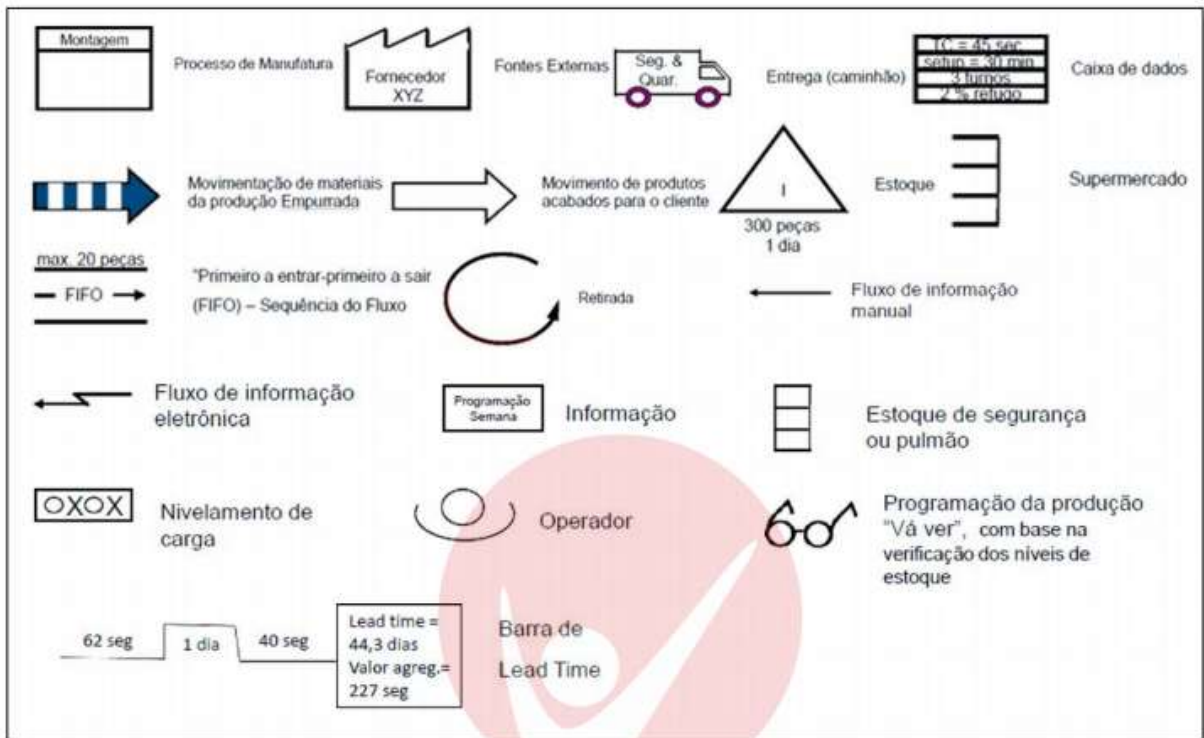 Montagem
Processo de Manufatura
Fornecedor
XYZ
Fontes Externas
Seg. &
Quar.
Entrega (caminhão)
TC = 45 sec
setup = 30 min
3 turnos
2 % refugo
Caixa de dados
Movimentação de materiais
da produção Empurrada
Movimento de produtos
acabados para o cliente
I
300 peças
1 dia
Estoque
Supermercado
max. 20 peças
FIFO
"Primeiro a entrar-primeiro a sair
(FIFO) – Sequência do Fluxo
Retirada
Fluxo de informação
manual
Fluxo de informação
eletrônica
Programação
Semana
Informação
Estoque de segurança
ou pulmão
OXOX
Nivelamento de
carga
Operador
Programação da produção
"Vá ver", com base na
verificação dos níveis de
estoque
62 seg
1 dia
40 seg
Lead time =
44,3 dias
Valor agreg.=
227 seg
Barra de
Lead Time